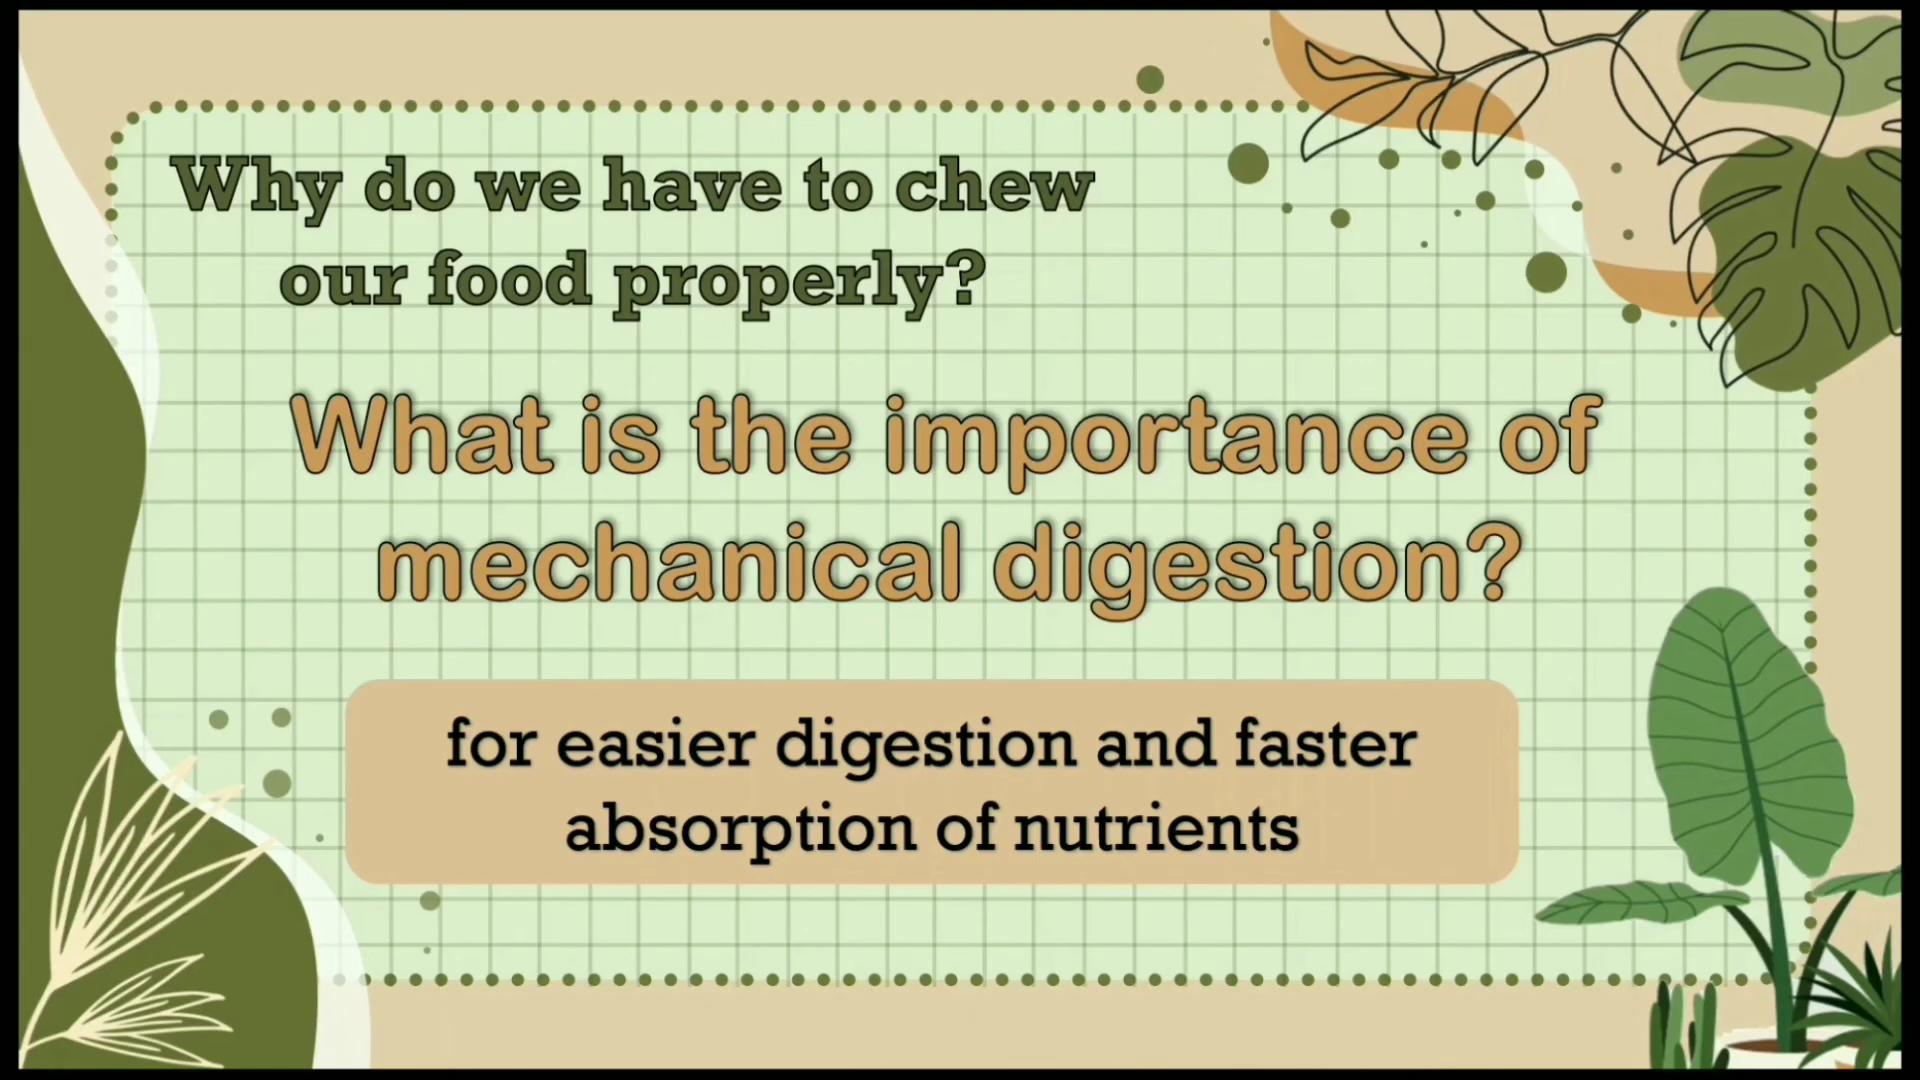 Why do we have to chew
our food properly?
What is the importance of
mechanical digestion?
for easier digestion and faster
absorption of nutrients